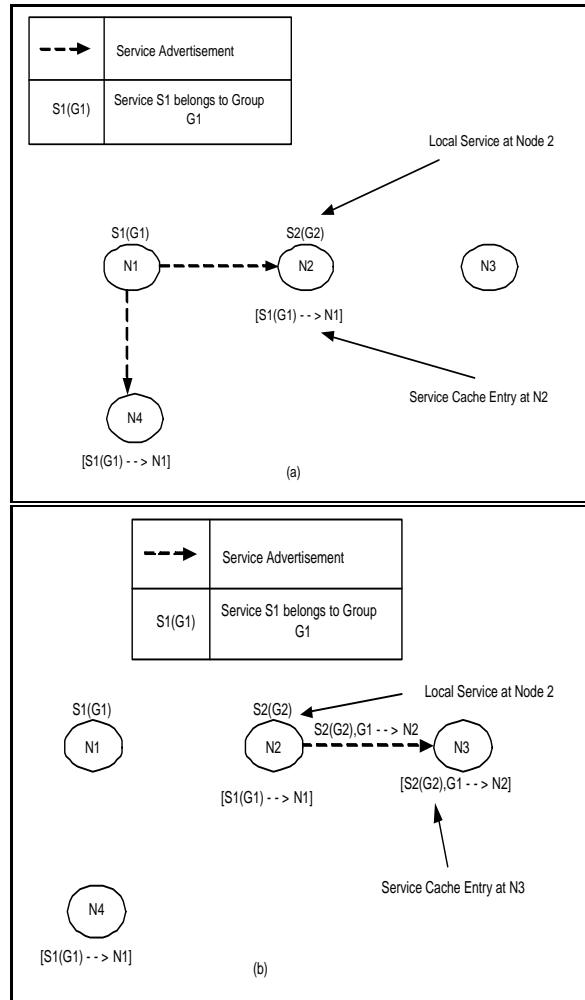 Service Advertisement
S1(G1)
Service S1 belongs to Group
G1
Local Service at Node 2
S1(G1)
S2(G2)
N1
N2
N3
[S1(G1) - - > N1]
Service Cache Entry at N2
N4
[S1(G1) - - > N1]
(a)
Service Advertisement
S1(G1)
Service S1 belongs to Group
G1
Local Service at Node 2
S1(G1)
S2(G2)
S2(G2),G1 - - > N2
N1
N2
N3
[S1(G1) - - > N1]
[S2(G2),G1 - - > N2]
Service Cache Entry at N3
N4
[S1(G1) - - > N1]
(b)